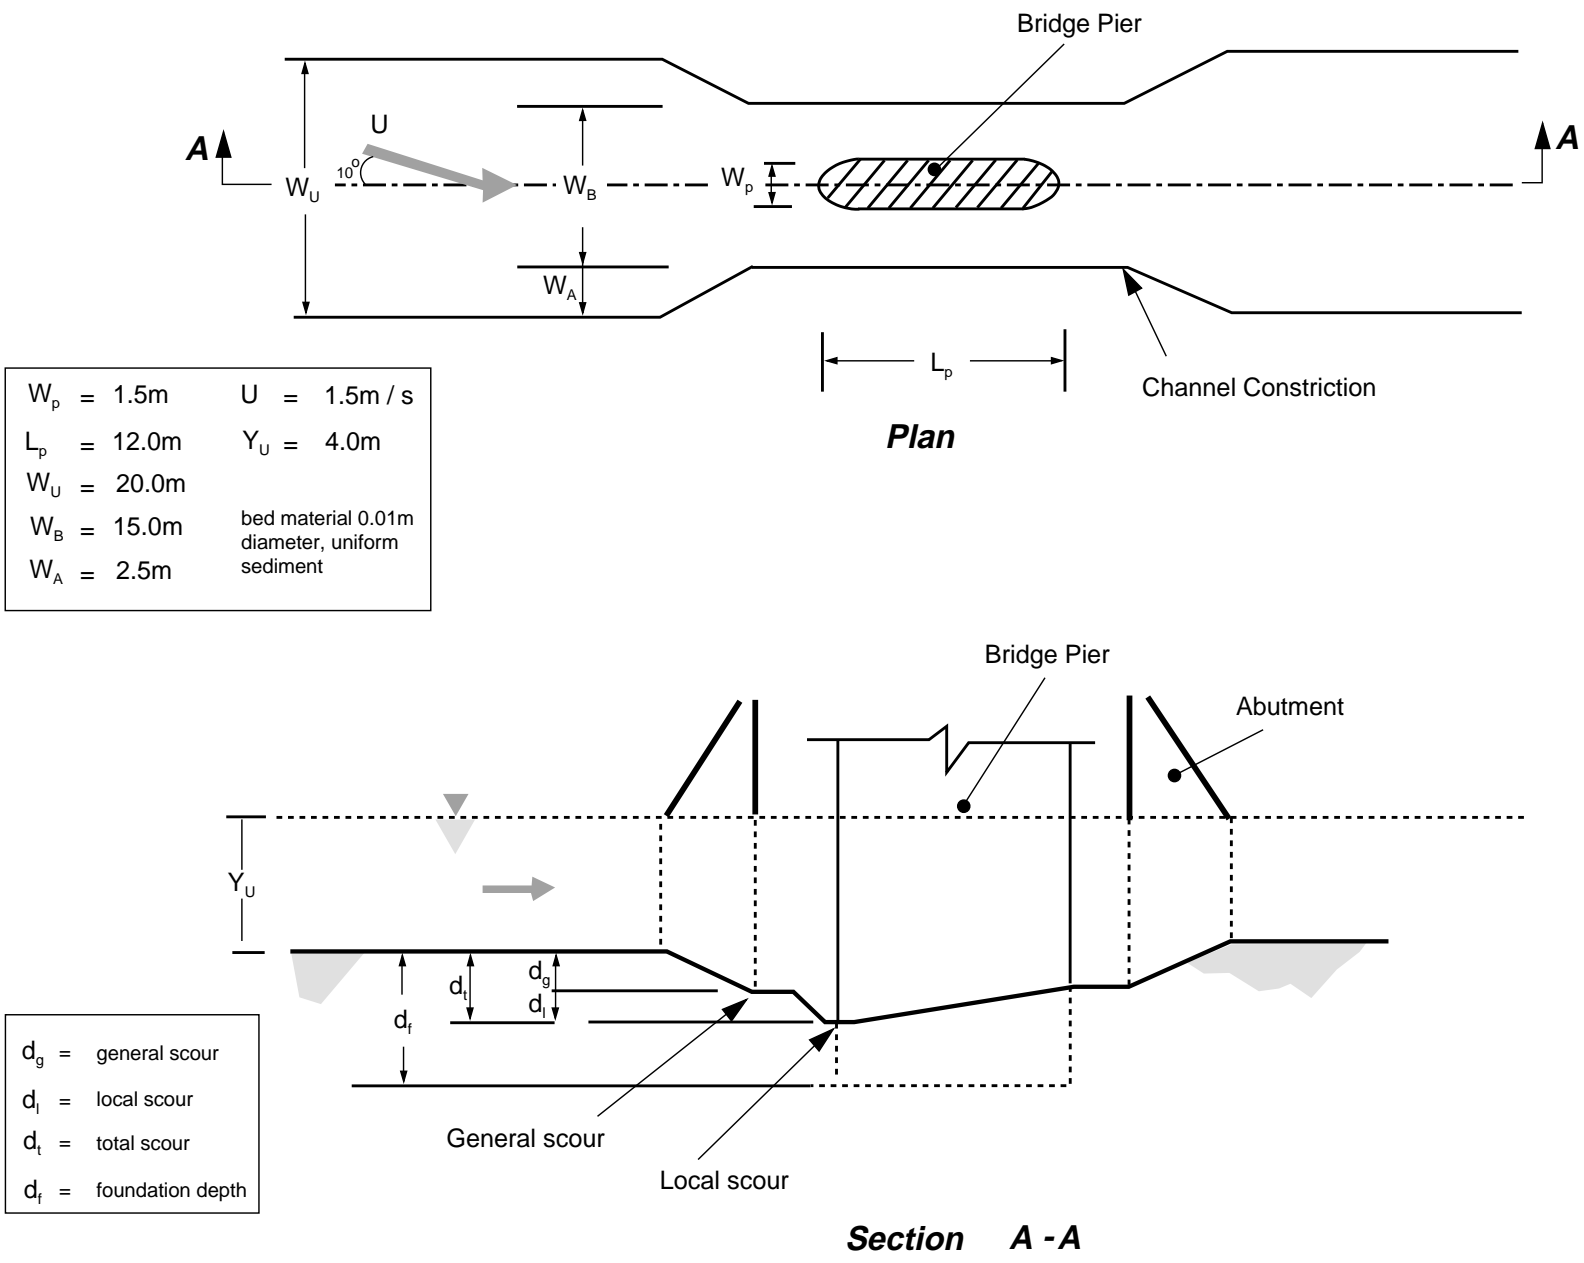 Bridge Pier
U
A
A
10°
W_U
W_B
W_p
W_A
L_p
Channel Constriction
Plan
W_p = 1.5m U = 1.5m / s
L_p = 12.0m Y_U = 4.0m
W_U = 20.0m
W_B = 15.0m
W_A = 2.5m
bed material 0.01m
diameter, uniform
sediment
Bridge Pier
Abutment
Y_U
d_g
d_t
d_l
d_f
d_g = general scour
d_l = local scour
d_t = total scour
d_f = foundation depth
General scour
Local scour
Section A - A